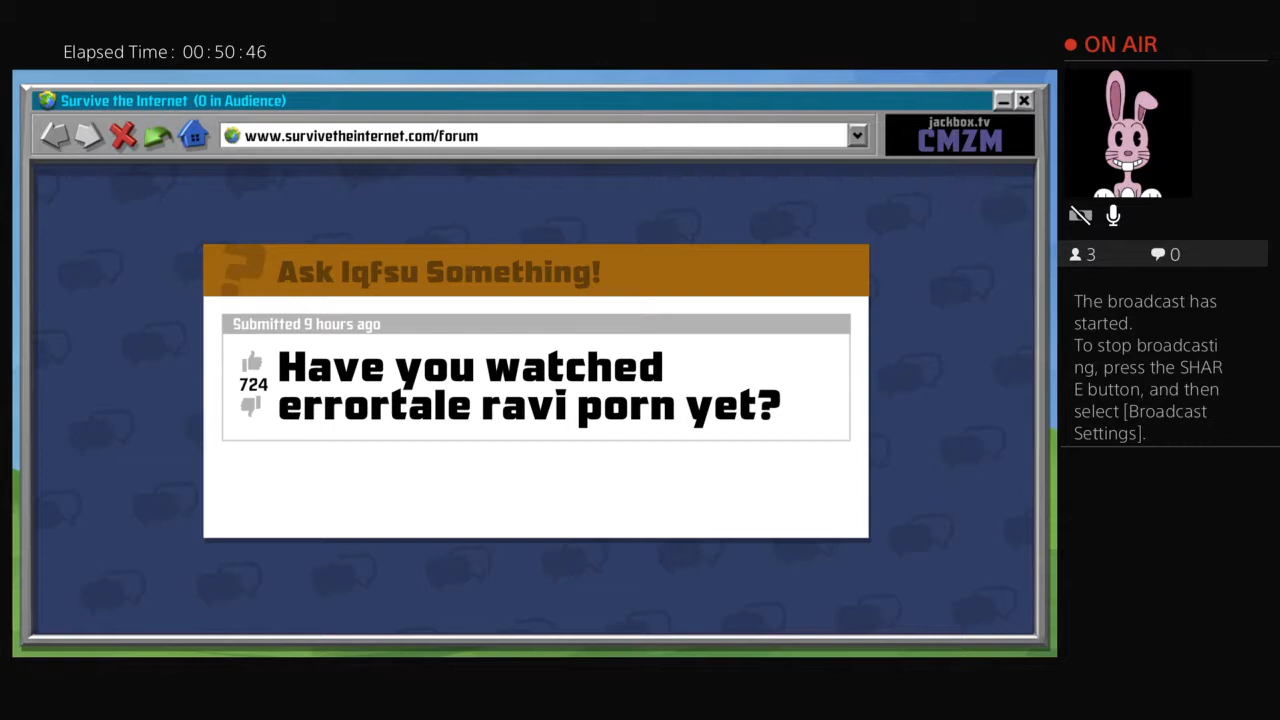 Elapsed Time: 00:50:46
ON AIR
Survive the Internet (0 in Audience)
www.survivetheinternet.com/forum
jackbox.tv
CMZM
? Ask Iqfsu Something!
Submitted 9 hours ago
724
Have you watched
errortale ravi porn yet?
3
0
The broadcast has
started.
To stop broadcasti
ng, press the SHAR
E button, and then
select [Broadcast
Settings].